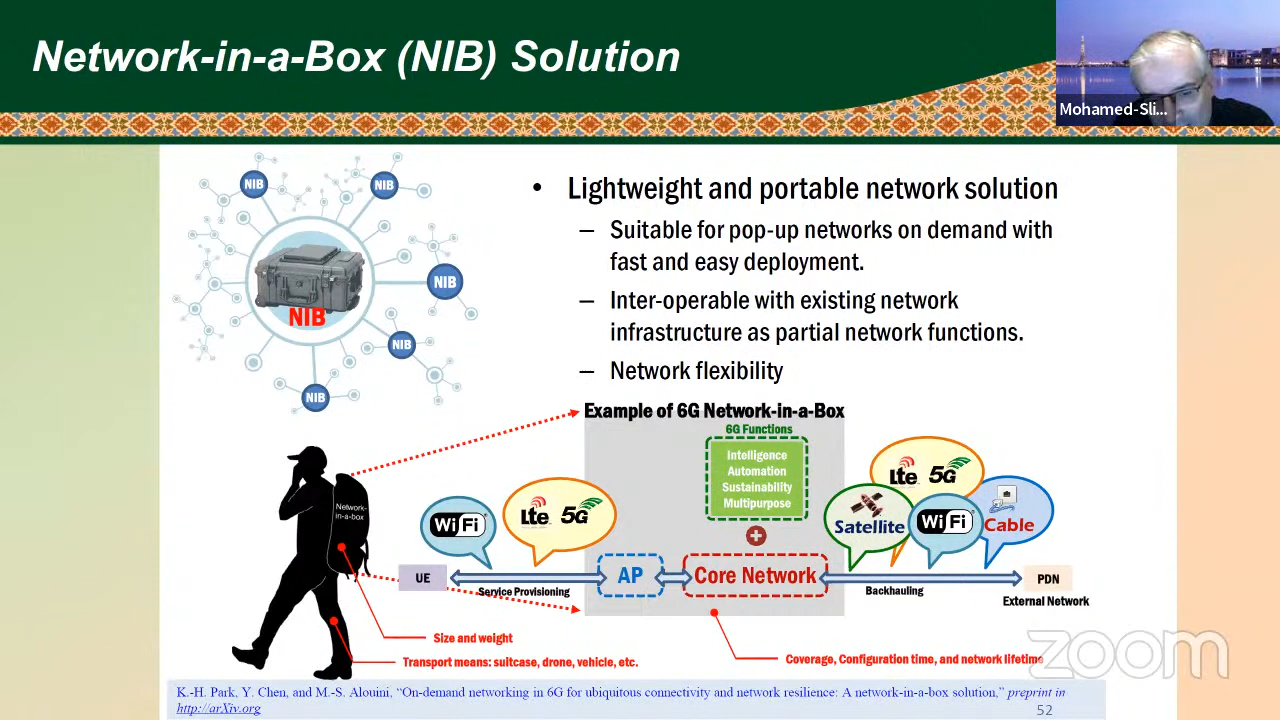 Network-in-a-Box (NIB) Solution
Mohamed-Sli...
NIB
NIB
NIB
NIB
NIB
NIB
• Lightweight and portable network solution
– Suitable for pop-up networks on demand with
fast and easy deployment.
– Inter-operable with existing network
infrastructure as partial network functions.
– Network flexibility
Example of 6G Network-in-a-Box
6G Functions
Intelligence
Automation
Sustainability
Multipurpose
Network-
in-a-box
WiFi
Lte 5G
Lte 5G
Satellite
WiFi
Cable
UE
AP
Core Network
PDN
Service Provisioning
Backhauling
External Network
Size and weight
Transport means: suitcase, drone, vehicle, etc.
Coverage, Configuration time, and network lifetime
zoom
K.-H. Park, Y. Chen, and M.-S. Alouini, “On-demand networking in 6G for ubiquitous connectivity and network resilience: A network-in-a-box solution,” preprint in
http://arXiv.org
52